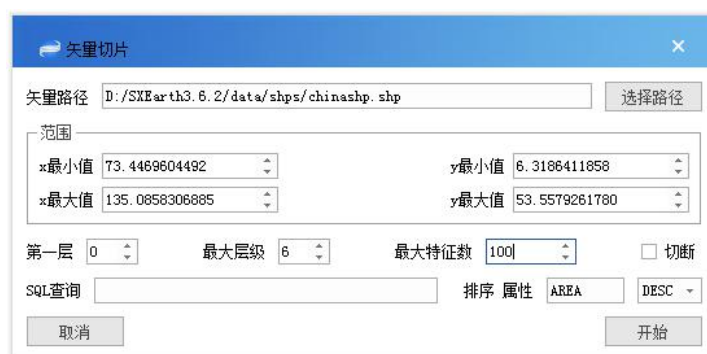 矢量切片
矢量路径 D:/SXEarth3.6.2/data/shps/chinashp.shp 选择路径
范围
x最小值 73.4469604492 y最小值 6.3186411858
x最大值 135.0858306885 y最大值 53.5579261780
第一层 0 最大层级 6 最大特征数 100 切断
SQL查询 排序 属性 AREA DESC
取消 开始